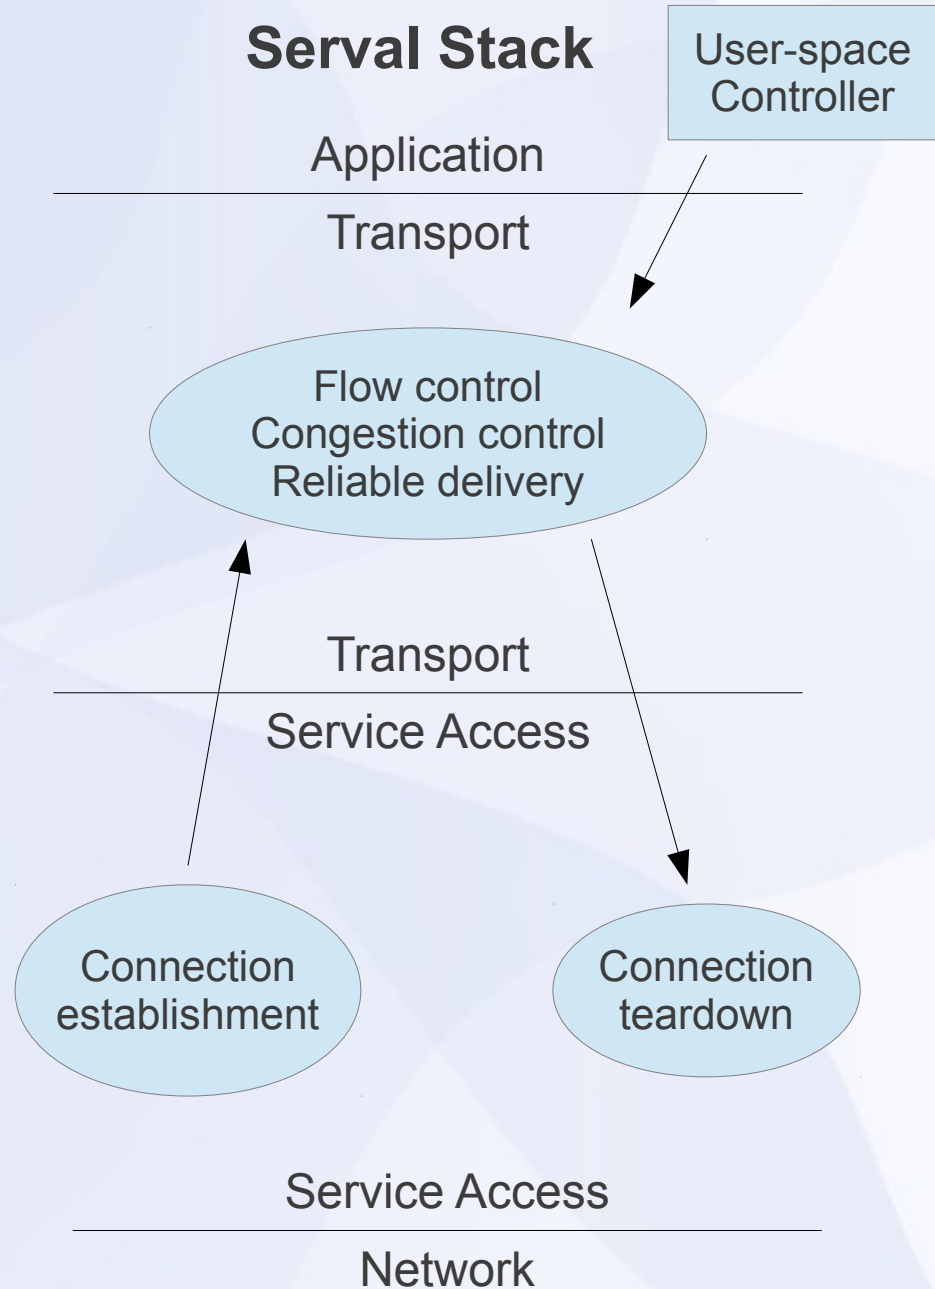 Serval Stack
User-space
Controller
Application
Transport
Flow control
Congestion control
Reliable delivery
Transport
Service Access
Connection
establishment
Connection
teardown
Service Access
Network